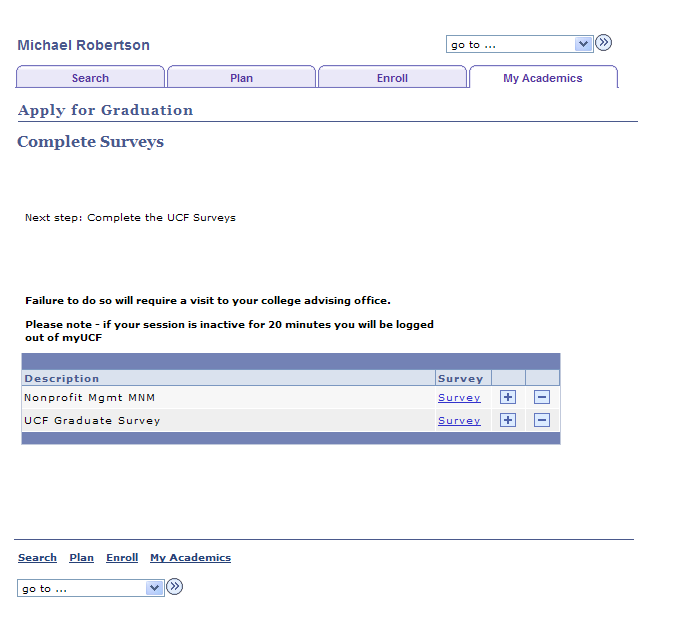 Michael Robertson
go to ...
Search
Plan
Enroll
My Academics
Apply for Graduation
Complete Surveys
Next step: Complete the UCF Surveys
Failure to do so will require a visit to your college advising office.
Please note - if your session is inactive for 20 minutes you will be logged
out of myUCF
Description Survey
Nonprofit Mgmt MNM Survey
UCF Graduate Survey Survey
Search Plan Enroll My Academics
go to ...